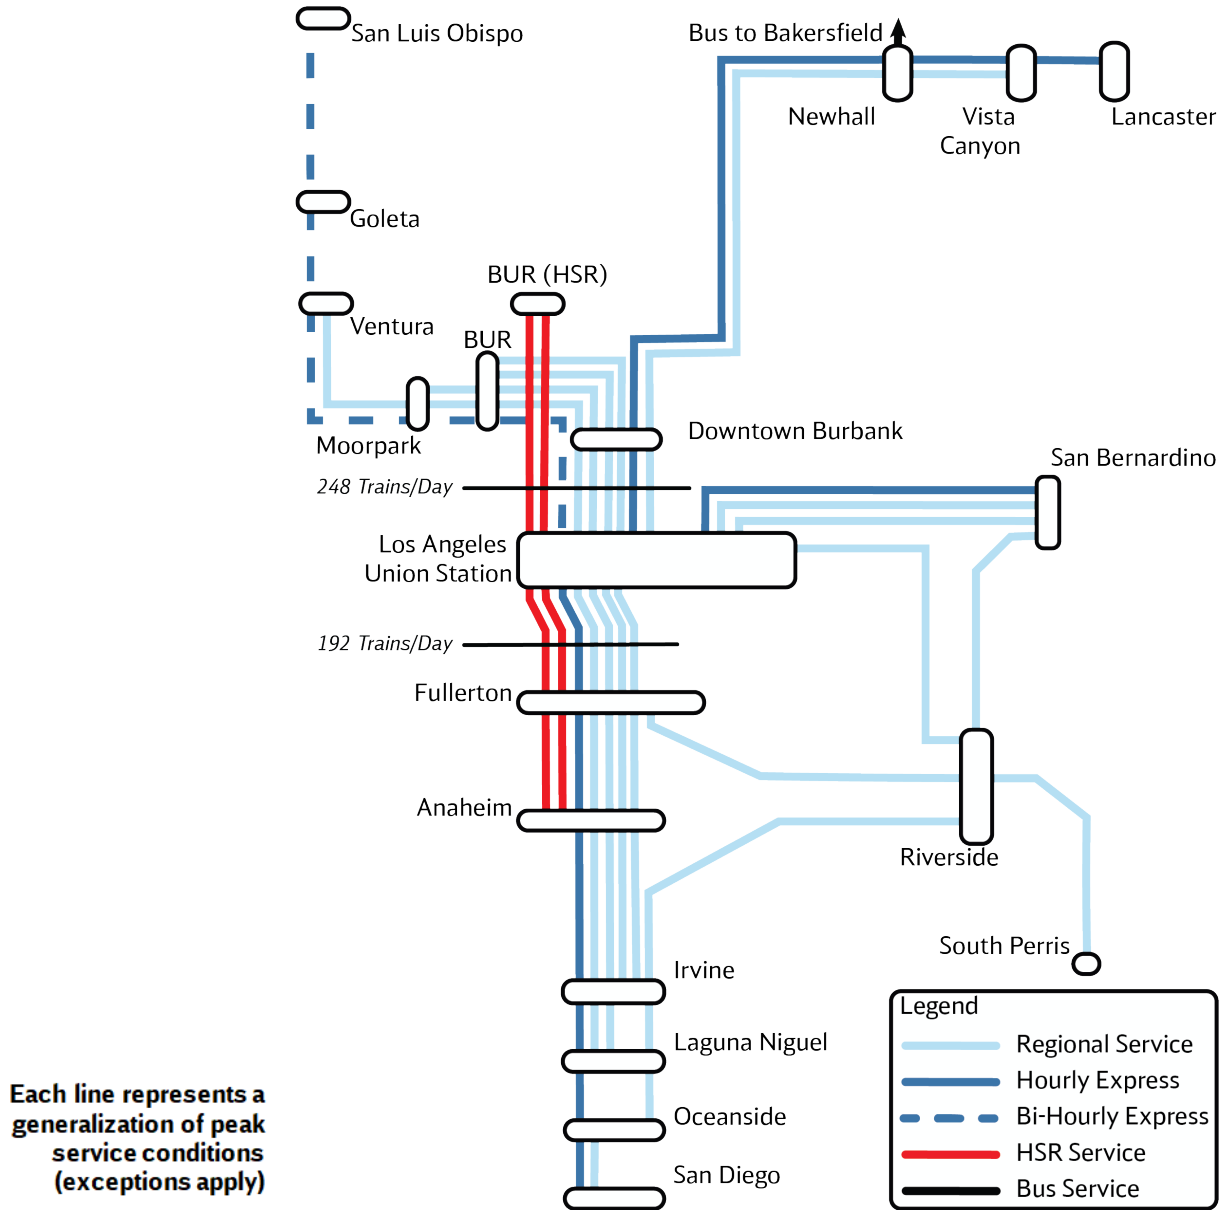 San Luis Obispo
Bus to Bakersfield
Newhall
Vista
Canyon
Lancaster
Goleta
BUR (HSR)
Ventura
BUR
Moorpark
Downtown Burbank
San Bernardino
248 Trains/Day
Los Angeles
Union Station
192 Trains/Day
Fullerton
Anaheim
Riverside
South Perris
Irvine
Laguna Niguel
Oceanside
San Diego
Legend
Regional Service
Hourly Express
Bi-Hourly Express
HSR Service
Bus Service
Each line represents a
generalization of peak
service conditions
(exceptions apply)